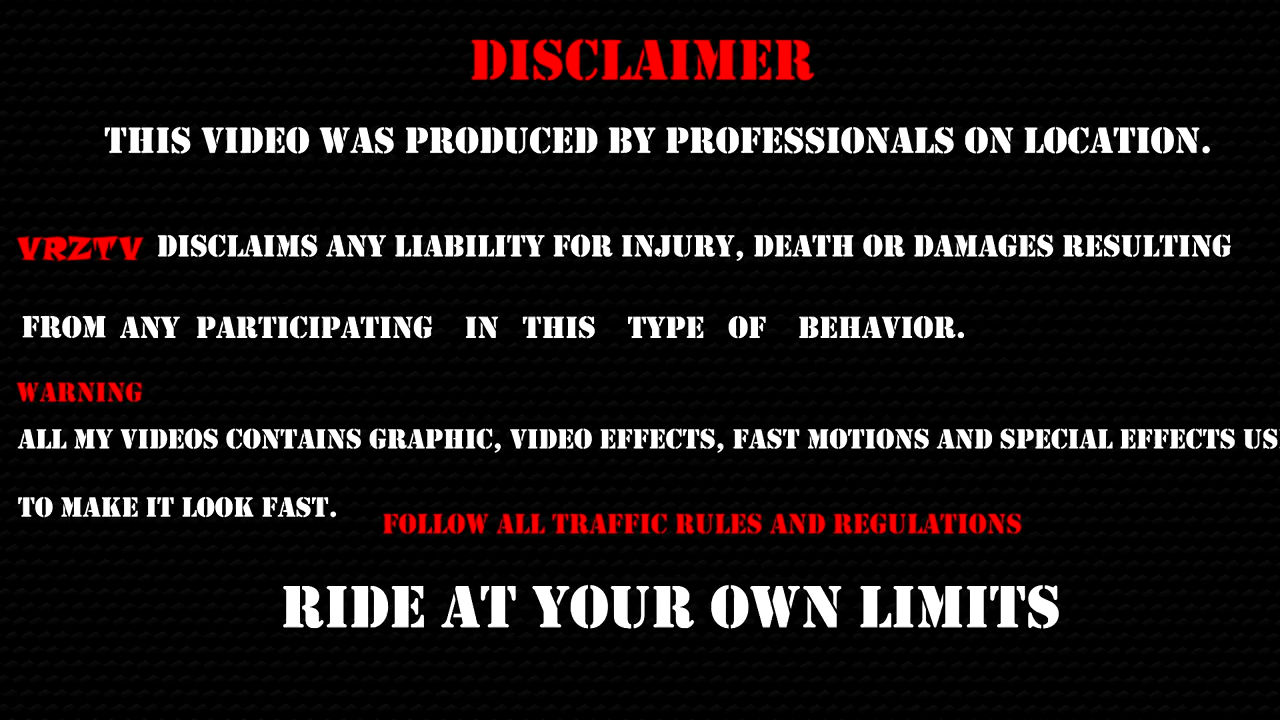 DISCLAIMER
THIS VIDEO WAS PRODUCED BY PROFESSIONALS ON LOCATION.
VRZTV DISCLAIMS ANY LIABILITY FOR INJURY, DEATH OR DAMAGES RESULTING
FROM ANY PARTICIPATING IN THIS TYPE OF BEHAVIOR.
WARNING
ALL MY VIDEOS CONTAINS GRAPHIC, VIDEO EFFECTS, FAST MOTIONS AND SPECIAL EFFECTS
TO MAKE IT LOOK FAST.
FOLLOW ALL TRAFFIC RULES AND REGULATIONS
RIDE AT YOUR OWN LIMITS